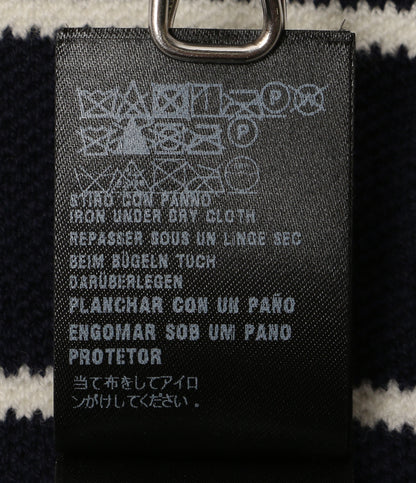 P
P
STIRO CON PANNO
IRON UNDER DRY CLOTH
REPASSER SOUS UN LINGE SEC
BEIM BÜGELN TUCH
DARÜBERLEGEN
PLANCHAR CON UN PAÑO
ENGOMAR SOB UM PANO
PROTETOR
当て布をしてアイロ
ンがけしてください。